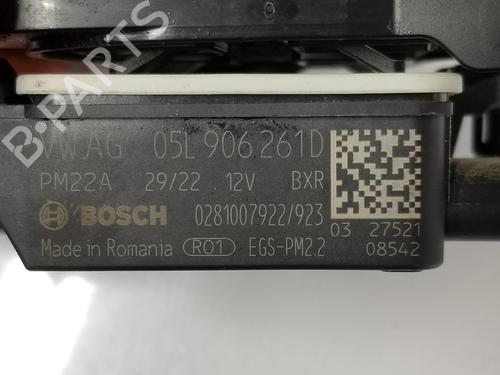 VW AG 05L 906 261D
PM22A 29/22 12V BXR
BOSCH 0281007922/923
03 27521
Made in Romania R01 EGS-PM2.2
08542
B-PARTS